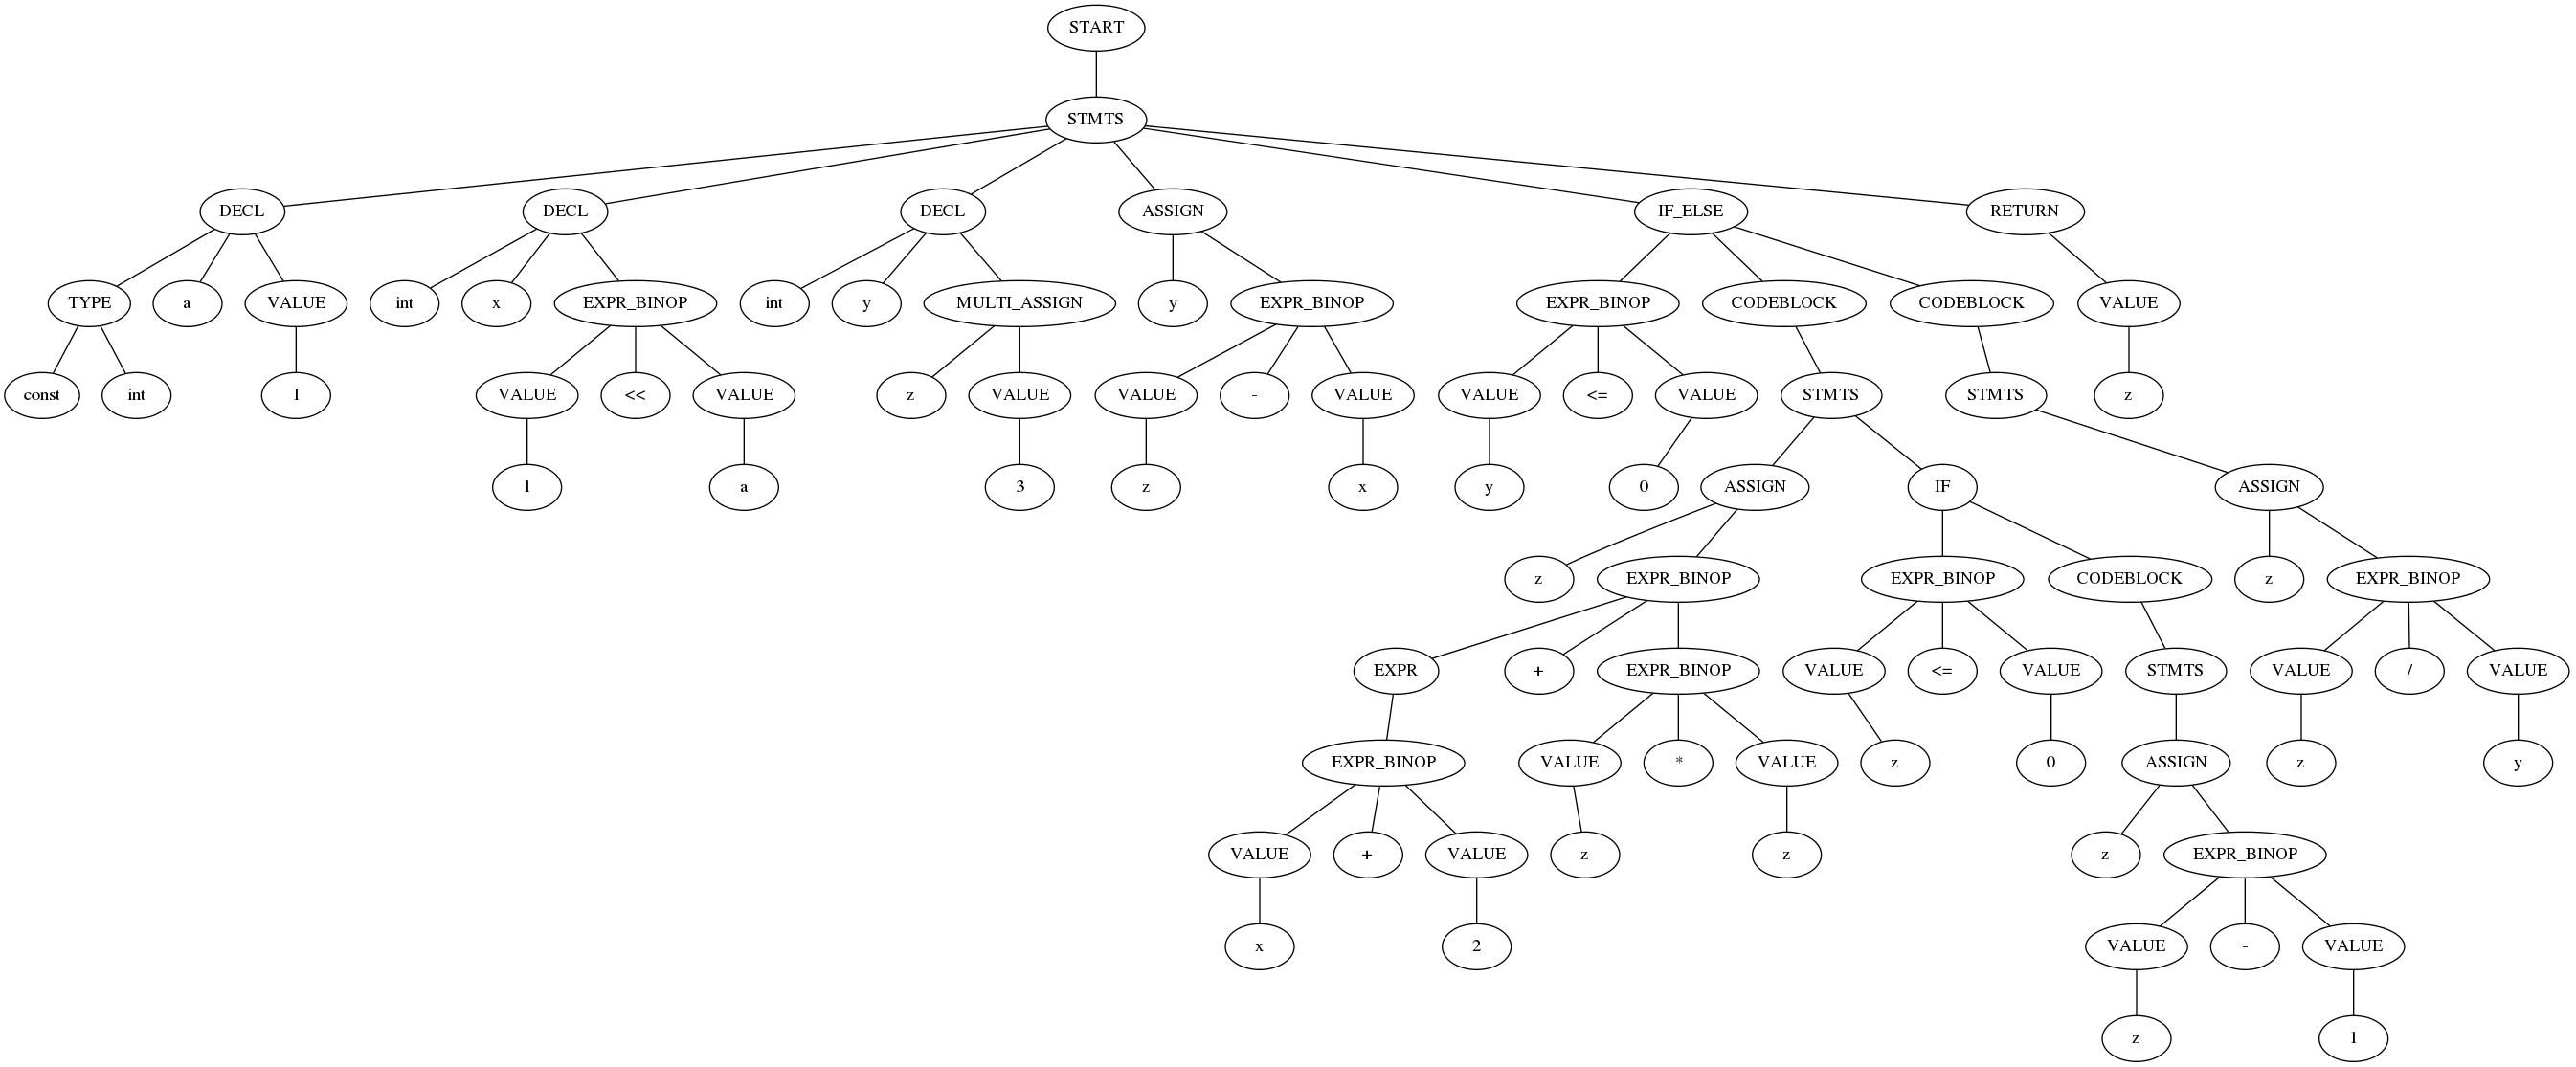 START
STMTS
DECL DECL DECL ASSIGN IF_ELSE RETURN
TYPE a VALUE int x EXPR_BINOP int y MULTI_ASSIGN y EXPR_BINOP EXPR_BINOP CODEBLOCK CODEBLOCK VALUE
const int 1 VALUE << VALUE z VALUE VALUE - VALUE VALUE <= VALUE STMTS STMTS z
1 a 3 z x y 0 ASSIGN IF ASSIGN
z EXPR_BINOP EXPR_BINOP CODEBLOCK z EXPR_BINOP
EXPR + EXPR_BINOP VALUE <= VALUE STMTS VALUE / VALUE
EXPR_BINOP VALUE * VALUE z 0 ASSIGN z y
VALUE + VALUE z z z EXPR_BINOP
x 2 VALUE - VALUE
z 1